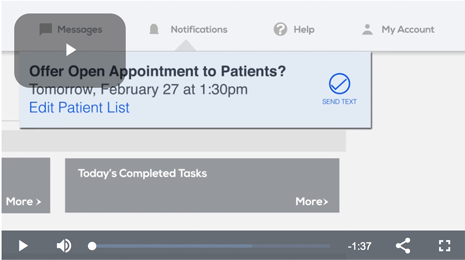 Messages
Notifications
Help
My Account
Offer Open Appointment to Patients?
Tomorrow, February 27 at 1:30pm
Edit Patient List
SEND TEXT
Today's Completed Tasks
More >
More>
-1:37